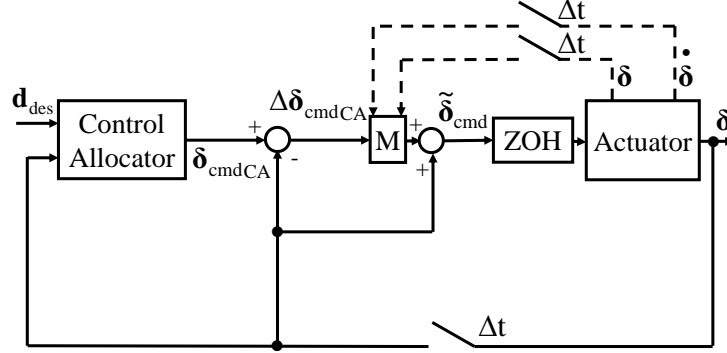 Δt
Δt
δ
δ̇
d_des
Control
Allocator
+
Δδ_cmdCA
δ_cmdCA
-
M
+
δ̃_cmd
+
ZOH
Actuator
δ
Δt